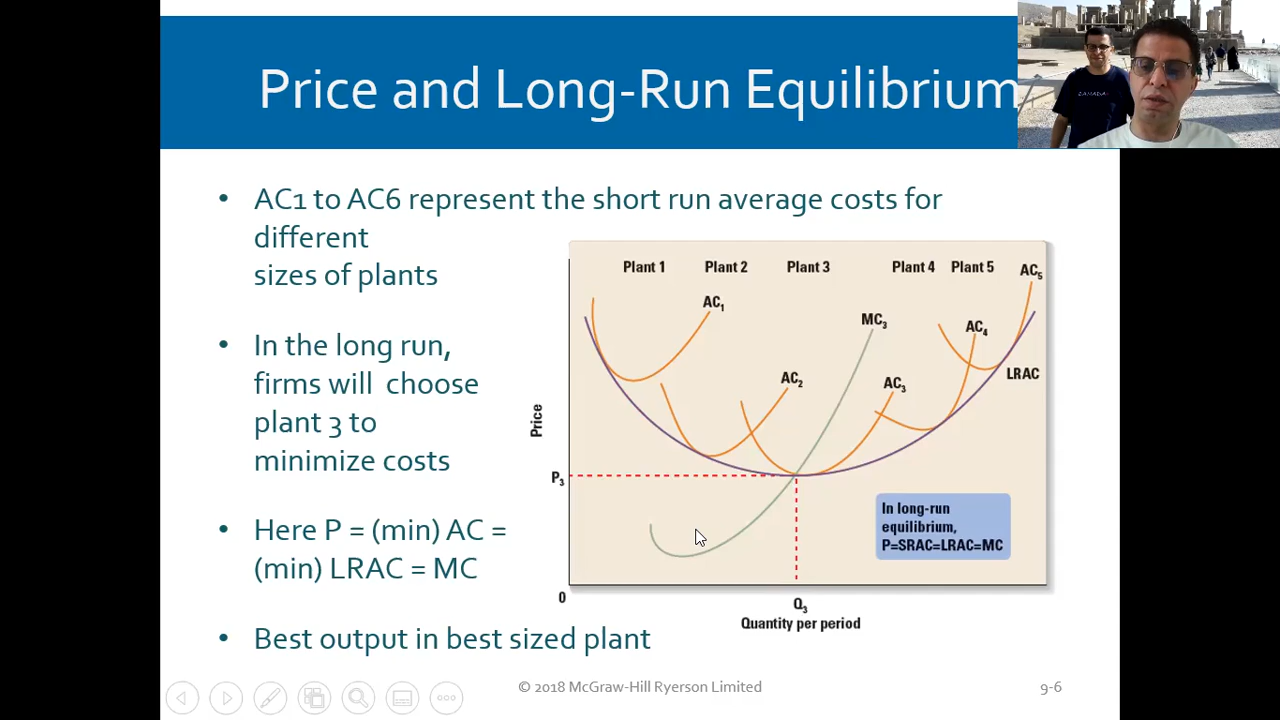 Price and Long-Run Equilibrium
• AC1 to AC6 represent the short run average costs for
different
sizes of plants
• In the long run,
firms will choose
plant 3 to
minimize costs
• Here P = (min) AC =
(min) LRAC = MC
• Best output in best sized plant
Plant 1 Plant 2 Plant 3 Plant 4 Plant 5
AC5
AC1
MC3
AC4
LRAC
AC2
AC3
Price
P3
In long-run
equilibrium,
P=SRAC=LRAC=MC
0
Q3
Quantity per period
© 2018 McGraw-Hill Ryerson Limited
9-6